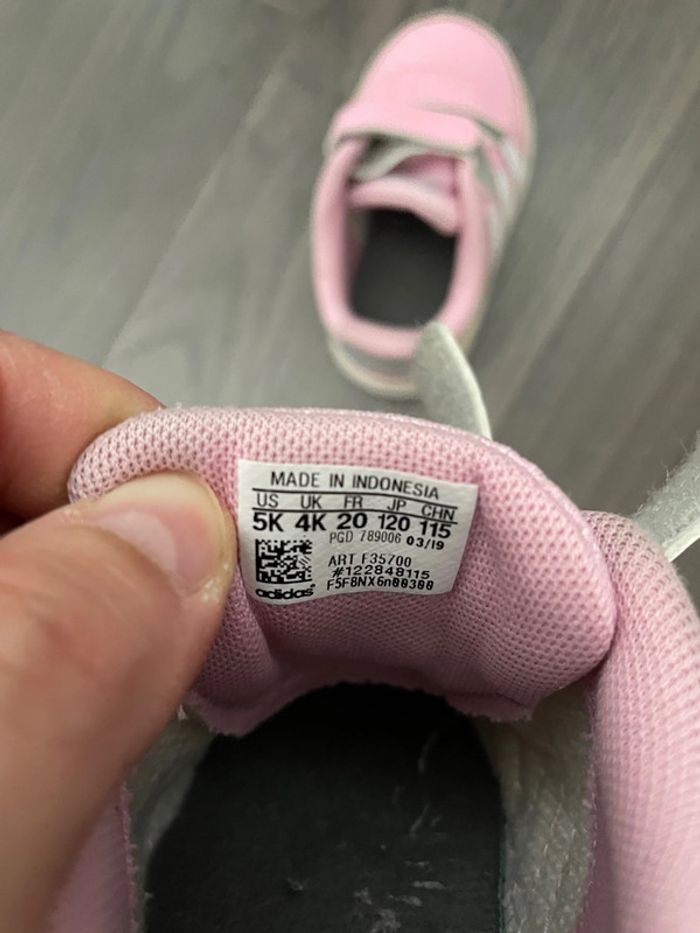 MADE IN INDONESIA
US UK FR JP CHN
5K 4K 20 120 115
PGD 789006 03/19
ART F35700
#122848115
F5F8NX6n00300
adidas